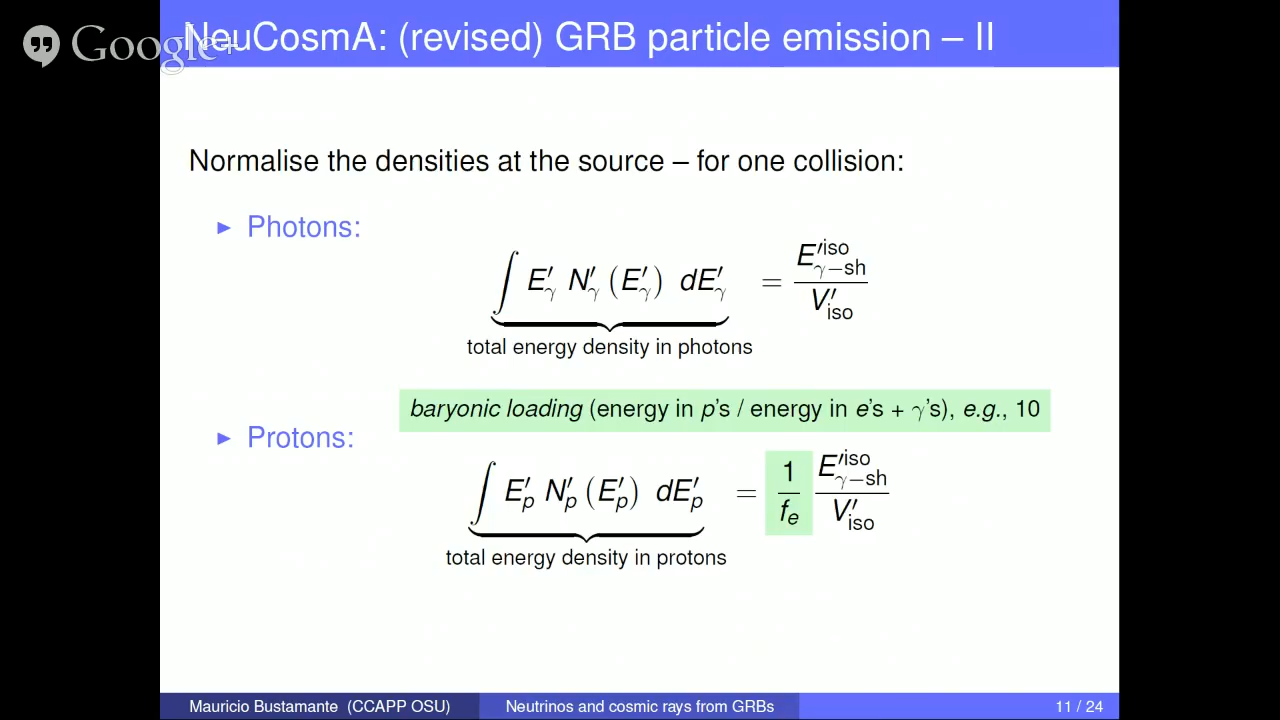 Google+
NeuCosmA: (revised) GRB particle emission – II
Normalise the densities at the source – for one collision:
▶ Photons:
∫ E′γ N′γ (E′γ) dE′γ = E′isoγ−sh / V′iso
total energy density in photons
baryonic loading (energy in p's / energy in e's + γ's), e.g., 10
▶ Protons:
∫ E′p N′p (E′p) dE′p = 1/fe E′isoγ−sh / V′iso
total energy density in protons
Mauricio Bustamante (CCAPP OSU) Neutrinos and cosmic rays from GRBs 11 / 24